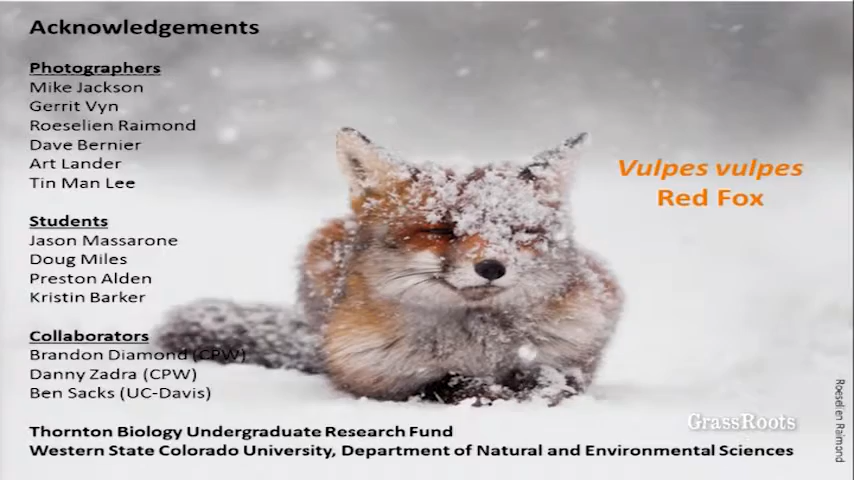 Acknowledgements
Photographers
Mike Jackson
Gerrit Vyn
Roeselien Raimond
Dave Bernier
Art Lander
Tin Man Lee
Students
Jason Massarone
Doug Miles
Preston Alden
Kristin Barker
Collaborators
Brandon Diamond (CPW)
Danny Zadra (CPW)
Ben Sacks (UC-Davis)
Thornton Biology Undergraduate Research Fund
Western State Colorado University, Department of Natural and Environmental Sciences
Vulpes vulpes
Red Fox
GrassRoots
Roeselien Raimond